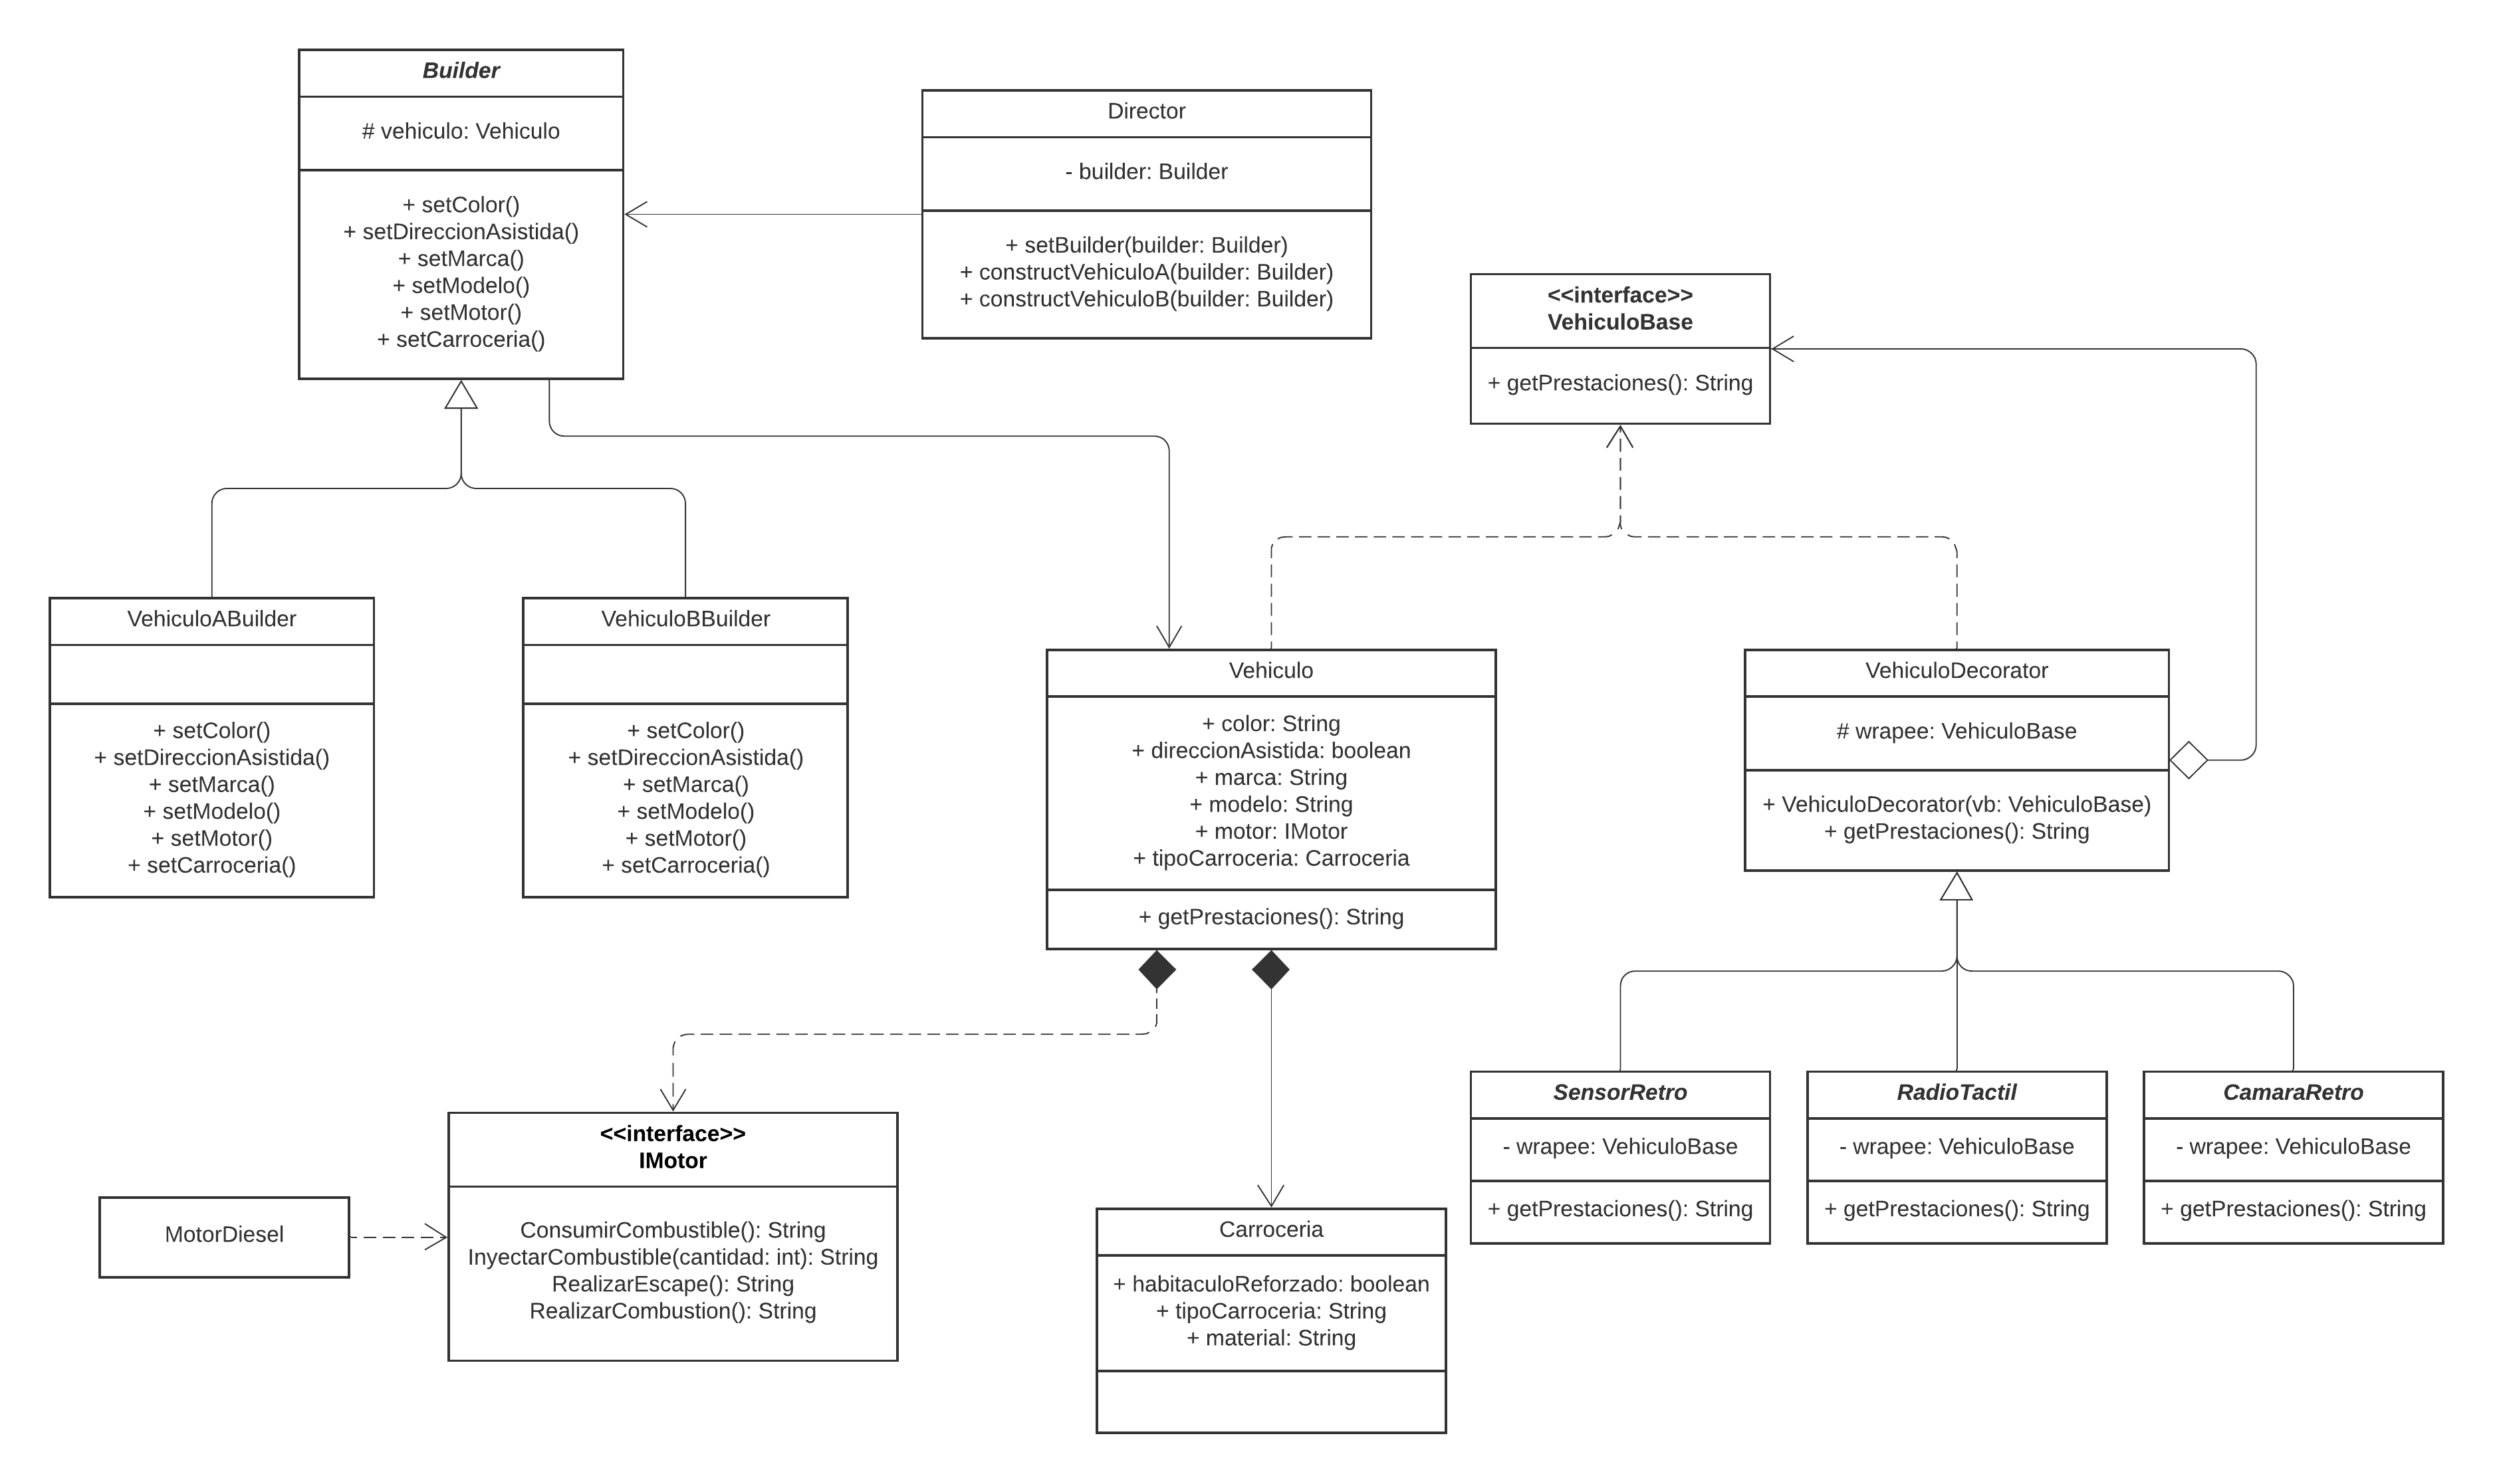 Builder
# vehiculo: Vehiculo
+ setColor()
+ setDireccionAsistida()
+ setMarca()
+ setModelo()
+ setMotor()
+ setCarroceria()
Director
- builder: Builder
+ setBuilder(builder: Builder)
+ constructVehiculoA(builder: Builder)
+ constructVehiculoB(builder: Builder)
<<interface>>
VehiculoBase
+ getPrestaciones(): String
VehiculoABuilder
+ setColor()
+ setDireccionAsistida()
+ setMarca()
+ setModelo()
+ setMotor()
+ setCarroceria()
VehiculoBBuilder
+ setColor()
+ setDireccionAsistida()
+ setMarca()
+ setModelo()
+ setMotor()
+ setCarroceria()
Vehiculo
+ color: String
+ direccionAsistida: boolean
+ marca: String
+ modelo: String
+ motor: IMotor
+ tipoCarroceria: Carroceria
+ getPrestaciones(): String
VehiculoDecorator
# wrapee: VehiculoBase
+ VehiculoDecorator(vb: VehiculoBase)
+ getPrestaciones(): String
MotorDiesel
<<interface>>
IMotor
ConsumirCombustible(): String
InyectarCombustible(cantidad: int): String
RealizarEscape(): String
RealizarCombustion(): String
Carroceria
+ habitaculoReforzado: boolean
+ tipoCarroceria: String
+ material: String
SensorRetro
- wrapee: VehiculoBase
+ getPrestaciones(): String
RadioTactil
- wrapee: VehiculoBase
+ getPrestaciones(): String
CamaraRetro
- wrapee: VehiculoBase
+ getPrestaciones(): String